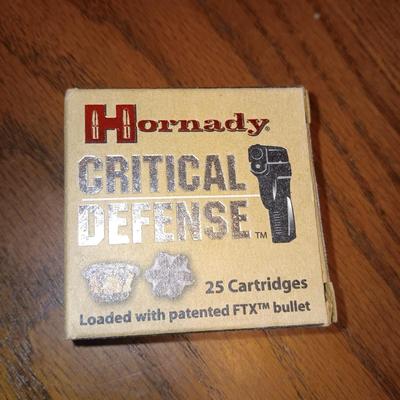 Hornady®
CRITICAL
DEFENSE™
25 Cartridges
Loaded with patented FTX™ bullet